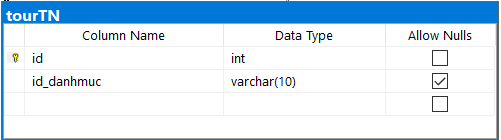 tourTN
Column Name Data Type Allow Nulls
id int
id_danhmuc varchar(10)